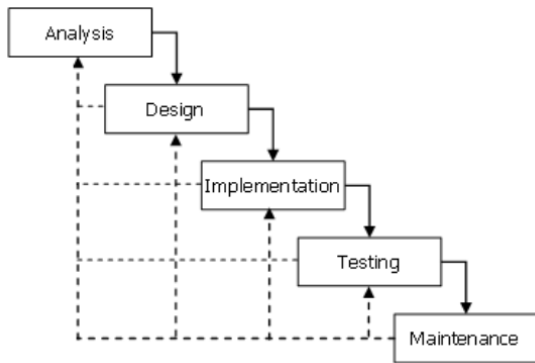 Analysis
Design
Implementation
Testing
Maintenance